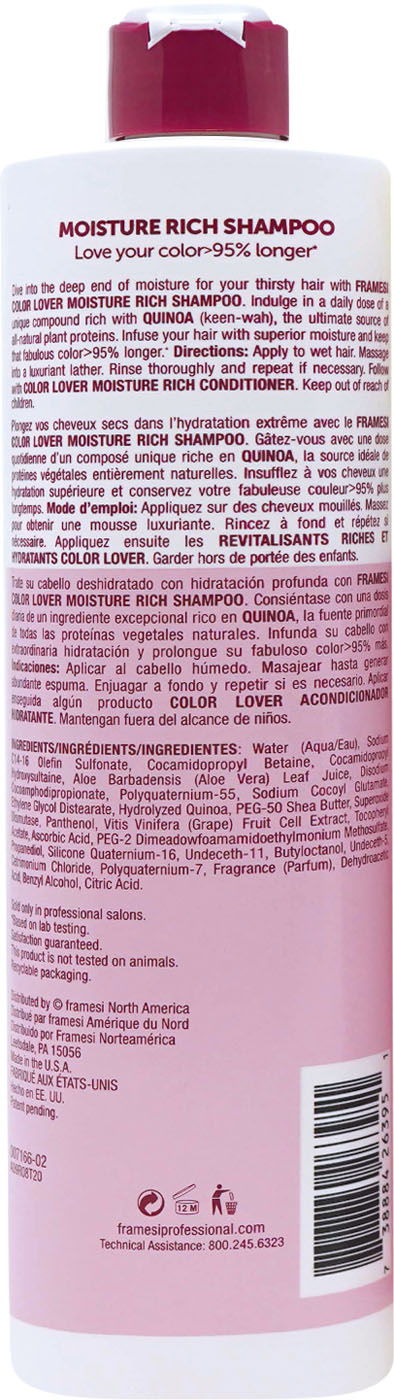 MOISTURE RICH SHAMPOO
Love your color>95% longer*
Dive into the deep end of moisture for your thirsty hair with FRAMESI
COLOR LOVER MOISTURE RICH SHAMPOO. Indulge in a daily dose of a
unique compound rich with QUINOA (keen-wah), the ultimate source of
all-natural plant proteins. Infuse your hair with superior moisture and keep
that fabulous color>95% longer.* Directions: Apply to wet hair. Massage
into a luxuriant lather. Rinse thoroughly and repeat if necessary. Follow
with COLOR LOVER MOISTURE RICH CONDITIONER. Keep out of reach of
children.
Plongez vos cheveux secs dans l'hydratation extrême avec le FRAMESI
COLOR LOVER MOISTURE RICH SHAMPOO. Gâtez-vous avec une dose
quotidienne d'un composé unique riche en QUINOA, la source idéale de
protéines végétales entièrement naturelles. Insufflez à vos cheveux une
hydratation supérieure et conservez votre fabuleuse couleur>95% plus
longtemps. Mode d'emploi: Appliquez sur des cheveux mouillés. Massez
pour obtenir une mousse luxuriante. Rincez à fond et répétez si
nécessaire. Appliquez ensuite les REVITALISANTS RICHES ET
HYDRATANTS COLOR LOVER. Garder hors de portée des enfants.
Trate su cabello deshidratado con hidratación profunda con FRAMESI
COLOR LOVER MOISTURE RICH SHAMPOO. Consiéntase con una dosis
diaria de un ingrediente excepcional rico en QUINOA, la fuente primordial
de todas las proteínas vegetales naturales. Infunda su cabello con
extraordinaria hidratación y prolongue su fabuloso color>95% más.
Indicaciones: Aplicar al cabello húmedo. Masajear hasta generar
abundante espuma. Enjuagar a fondo y repetir si es necesario. Aplicar
enseguida algún producto COLOR LOVER ACONDICIONADOR
HIDRATANTE. Mantengan fuera del alcance de niños.
INGREDIENTS/INGRÉDIENTS/INGREDIENTES: Water (Aqua/Eau), Sodium
C14-16 Olefin Sulfonate, Cocamidopropyl Betaine, Cocamidopropyl
Hydroxysultaine, Aloe Barbadensis (Aloe Vera) Leaf Juice, Disodium
Cocoamphodipropionate, Polyquaternium-55, Sodium Cocoyl Glutamate,
Ethylene Glycol Distearate, Hydrolyzed Quinoa, PEG-50 Shea Butter, Superoxide
Dismutase, Panthenol, Vitis Vinifera (Grape) Fruit Cell Extract, Tocopheryl
Acetate, Ascorbic Acid, PEG-2 Dimeadowfoamamidoethylmonium Methosulfate,
Propanediol, Silicone Quaternium-16, Undeceth-11, Butyloctanol, Undeceth-5,
Cetrimonium Chloride, Polyquaternium-7, Fragrance (Parfum), Dehydroacetic
Acid, Benzyl Alcohol, Citric Acid.
Sold only in professional salons.
*Based on lab testing.
Satisfaction guaranteed.
This product is not tested on animals.
Recyclable packaging.
Distributed by © framesi North America
Distribué par framesi Amérique du Nord
Distribuido por Framesi Norteamérica
Leetsdale, PA 15056
Made in the U.S.A.
FABRIQUÉ AUX ÉTATS-UNIS
Hecho en EE. UU.
Patent pending.
007166-02
12 M
framesiprofessional.com
Technical Assistance: 800.245.6323
7 38884 26395 1